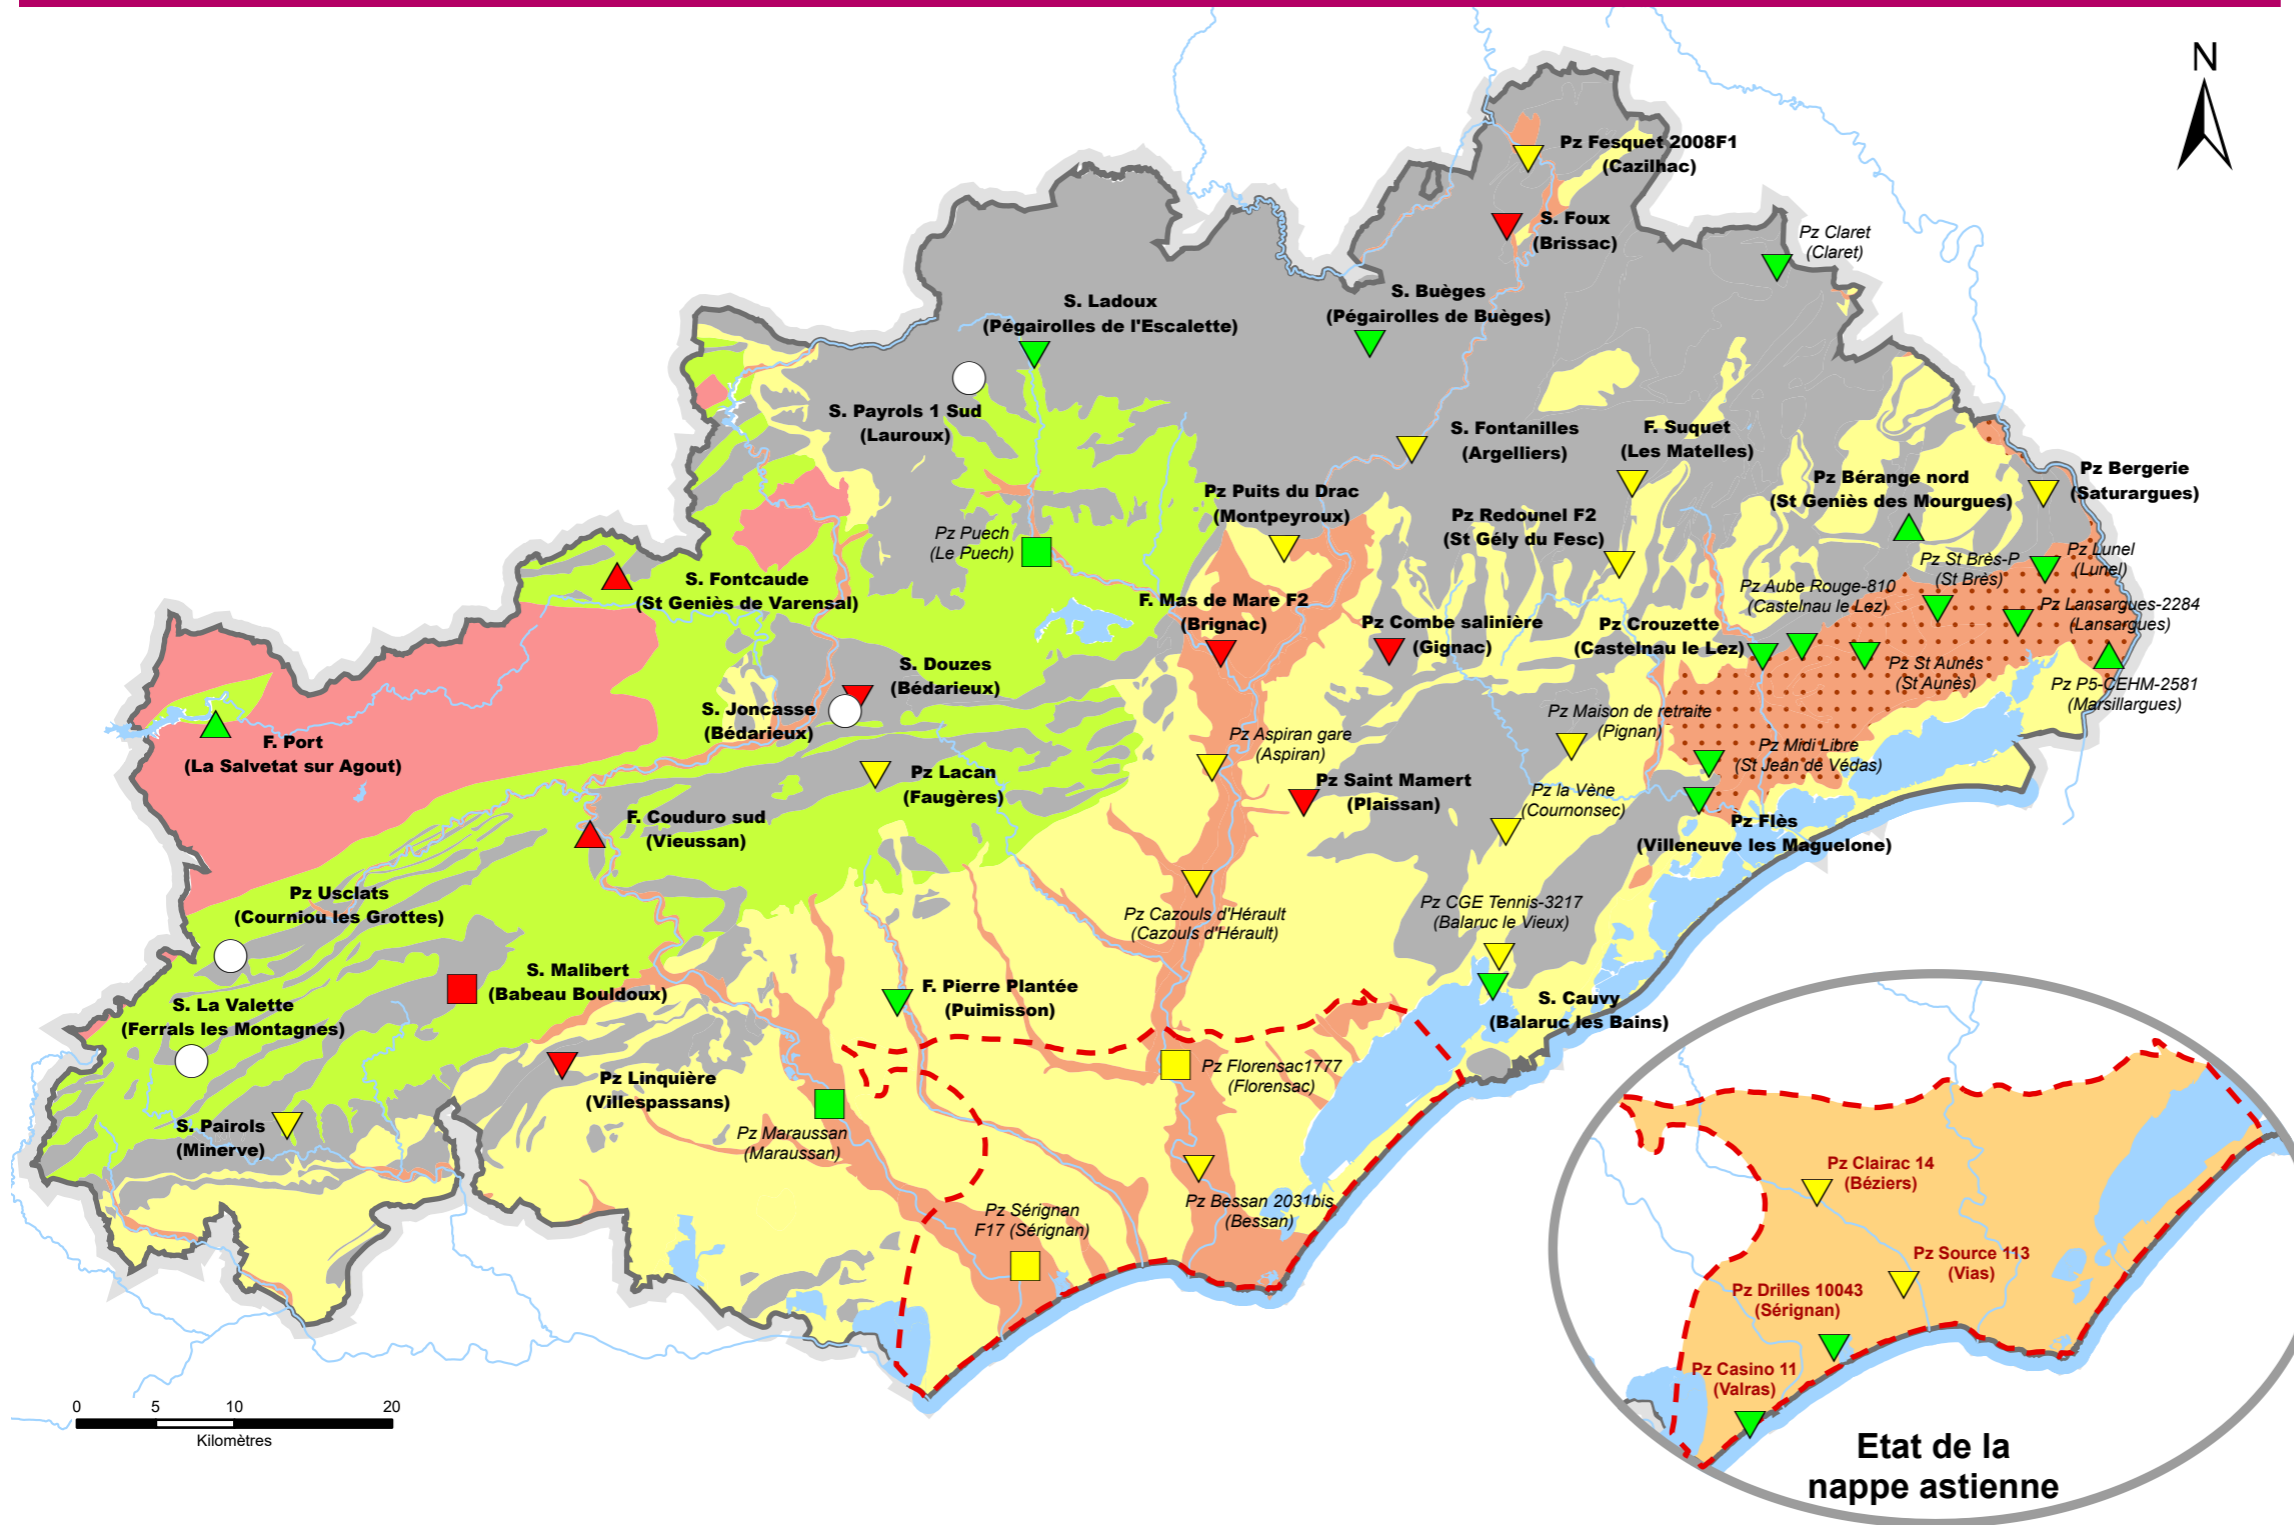 N
Pz Fesquet 2008F1
(Cazilhac)
S. Foux
(Brissac)
Pz Claret
(Claret)
S. Ladoux
(Pégairolles de l'Escalette)
S. Buèges
(Pégairolles de Buèges)
S. Payrols 1 Sud
(Lauroux)
S. Fontanilles
(Argelliers)
F. Suquet
(Les Matelles)
Pz Bérange nord
(St Geniès des Mourgues)
Pz Bergerie
(Saturargues)
Pz Puits du Drac
(Montpeyroux)
Pz Redounel F2
(St Gély du Fesc)
Pz Puech
(Le Puech)
Pz St Brès-P
(St Brès)
Pz Lunel
(Lunel)
S. Fontcaude
(St Geniès de Varensal)
Pz Aube Rouge-810
(Castelnau le Lez)
F. Mas de Mare F2
(Brignac)
Pz Combe salinière
(Gignac)
Pz Crouzette
(Castelnau le Lez)
Pz Lansargues-2284
(Lansargues)
S. Douzes
(Bédarieux)
Pz St Aunés
(St Aunès)
Pz P5-CEHM-2581
(Marsillargues)
S. Joncasse
(Bédarieux)
Pz Maison de retraite
(Pignan)
F. Port
(La Salvetat sur Agout)
Pz Aspiran gare
(Aspiran)
Pz Midi Libre
(St Jean de Védas)
Pz Lacan
(Faugères)
Pz Saint Mamert
(Plaissan)
Pz la Vène
(Cournonsec)
F. Couduro sud
(Vieussan)
Pz Flès
(Villeneuve les Maguelone)
Pz Usclats
(Courniou les Grottes)
Pz Cazouls d'Hérault
(Cazouls d'Hérault)
Pz CGE Tennis-3217
(Balaruc le Vieux)
S. Malibert
(Babeau Bouldoux)
F. Pierre Plantée
(Puimisson)
S. La Valette
(Ferrals les Montagnes)
S. Cauvy
(Balaruc les Bains)
Pz Linquière
(Villespassans)
Pz Florensac1777
(Florensac)
S. Pairols
(Minerve)
Pz Maraussan
(Maraussan)
Pz Sérignan
F17 (Sérignan)
Pz Bessan 2031bis
(Bessan)
Pz Clairac 14
(Béziers)
Pz Source 113
(Vias)
Pz Drilles 10043
(Sérignan)
Pz Casino 11
(Valras)
0 5 10 20
Kilomètres
Etat de la
nappe astienne